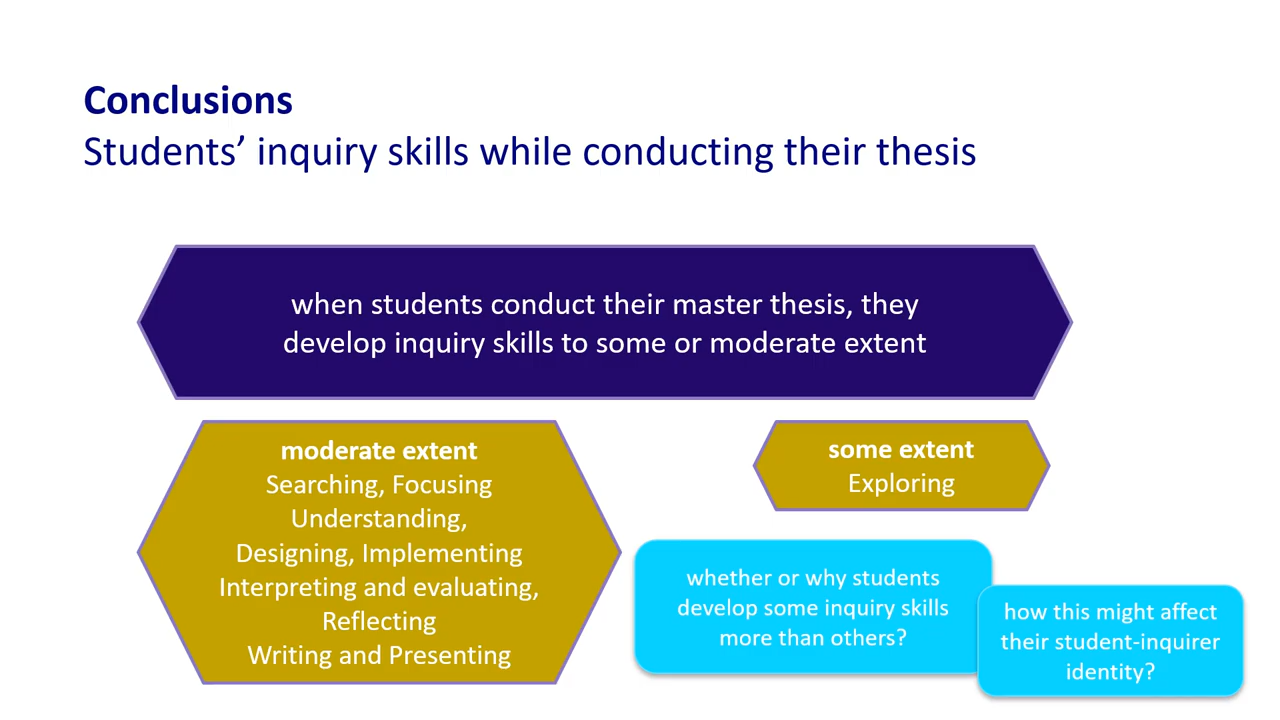 Conclusions
Students’ inquiry skills while conducting their thesis
when students conduct their master thesis, they
develop inquiry skills to some or moderate extent
moderate extent
Searching, Focusing
Understanding,
Designing, Implementing
Interpreting and evaluating,
Reflecting
Writing and Presenting
some extent
Exploring
whether or why students
develop some inquiry skills
more than others?
how this might affect
their student-inquirer
identity?